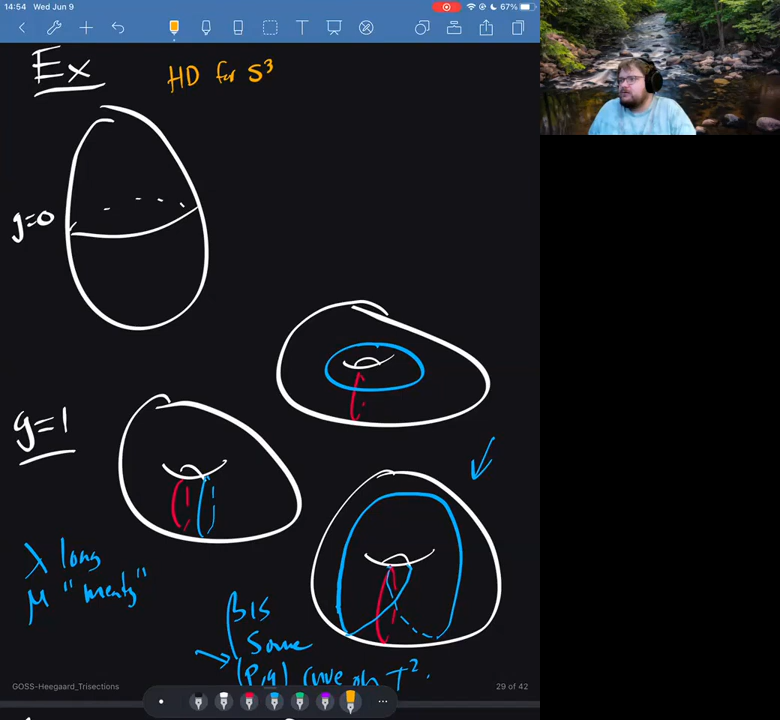 14:54 Wed Jun 9
67%
Ex
HD for S³
g=0
g=1
λ long
μ "merty"
β is
Some
(p,q) curve on T².
GOSS-Heegaard_Trisections
29 of 42